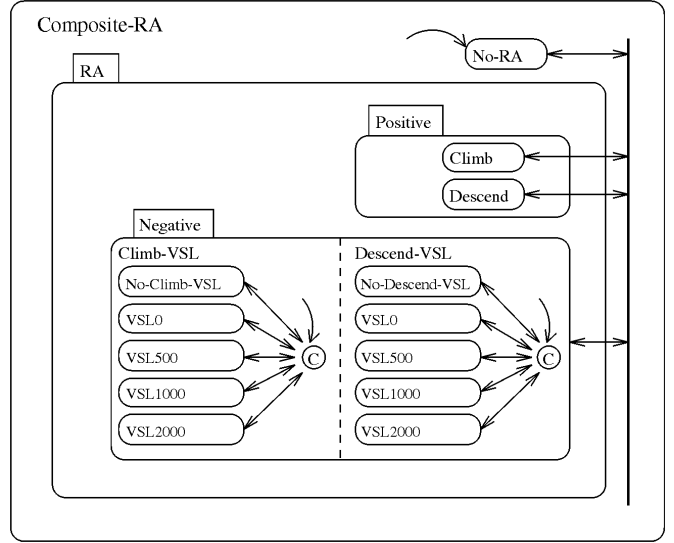 Composite-RA
No-RA
RA
Positive
Climb
Descend
Negative
Climb-VSL
No-Climb-VSL
VSL0
VSL500
VSL1000
VSL2000
C
Descend-VSL
No-Descend-VSL
VSL0
VSL500
VSL1000
VSL2000
C